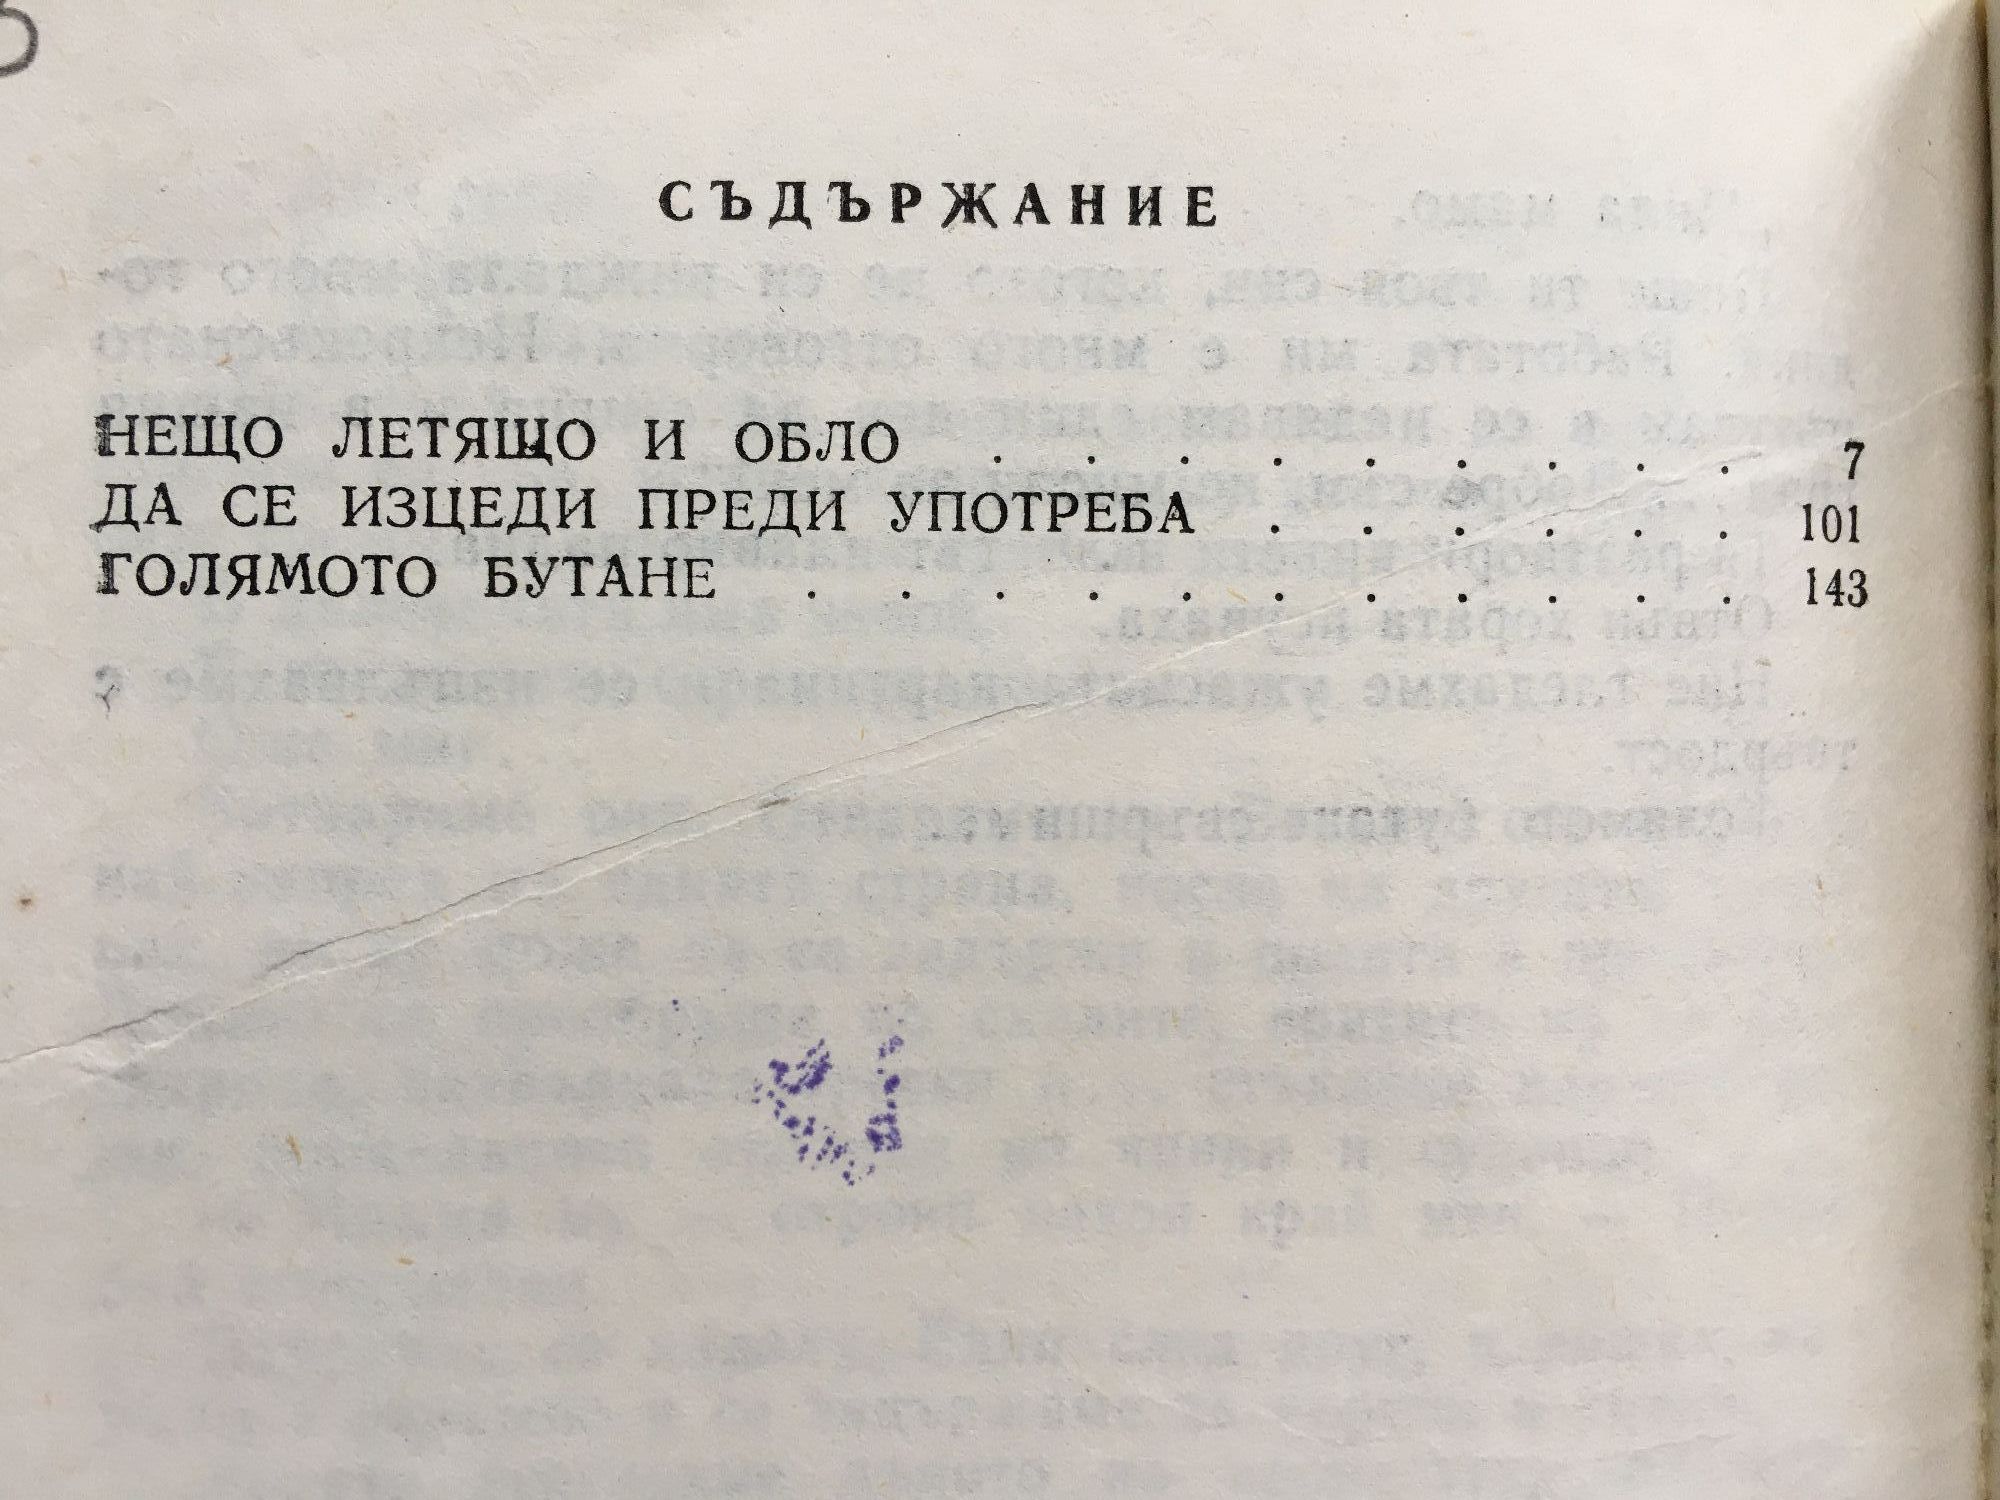 СЪДЪРЖАНИЕ
НЕЩО ЛЕТЯЩО И ОБЛО . . . . . . . . . 7
ДА СЕ ИЗЦЕДИ ПРЕДИ УПОТРЕБА . . . . . . 101
ГОЛЯМОТО БУТАНЕ . . . . . . . . . . . 143